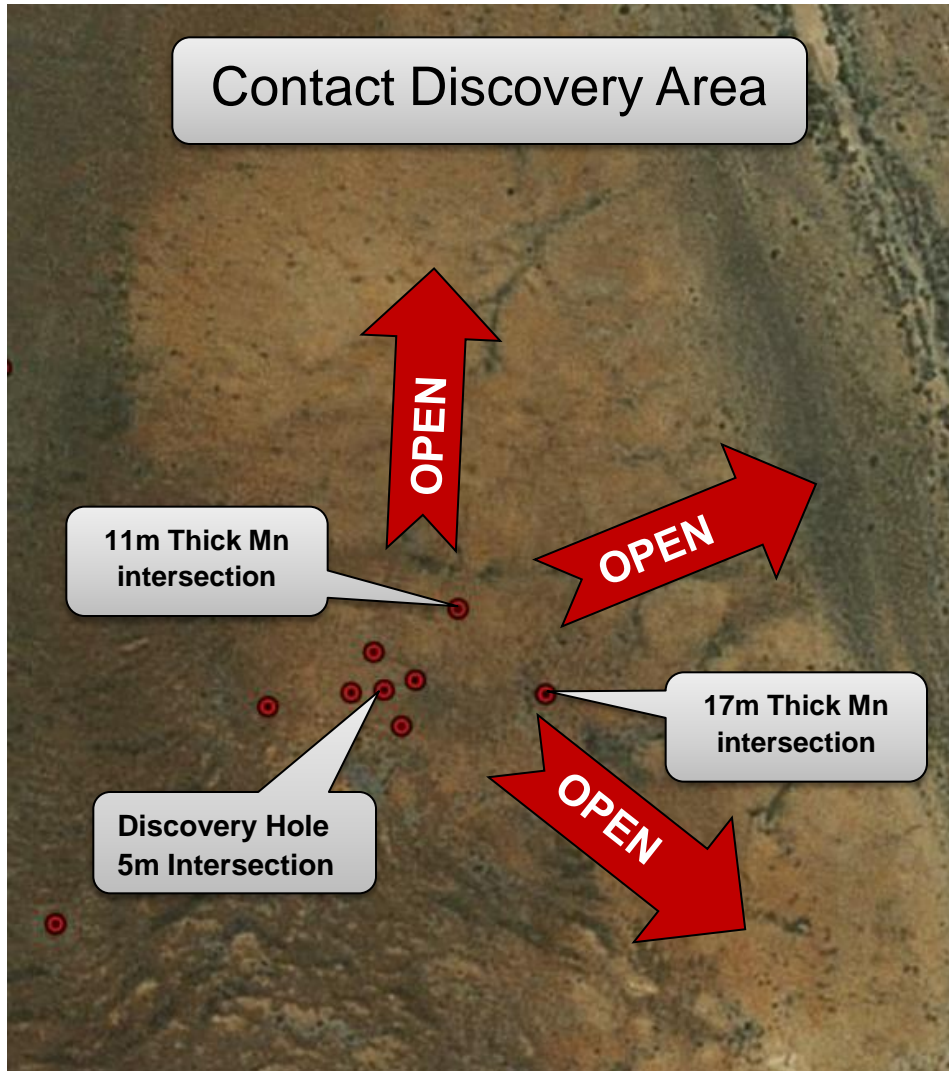 Contact Discovery Area
OPEN
OPEN
11m Thick Mn
intersection
17m Thick Mn
intersection
OPEN
Discovery Hole
5m Intersection